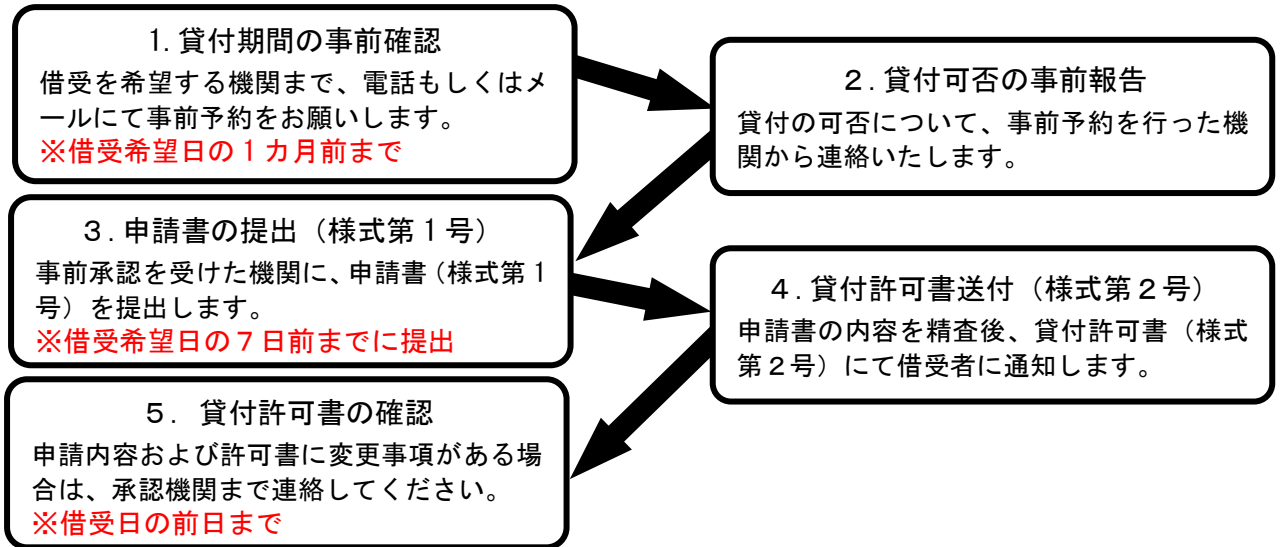 1. 貸付期間の事前確認
借受を希望する機関まで、電話もしくはメ
ールにて事前予約をお願いします。
※借受希望日の1カ月前まで
２．貸付可否の事前報告
貸付の可否について、事前予約を行った機
関から連絡いたします。
３．申請書の提出（様式第１号）
事前承認を受けた機関に、申請書（様式第１
号）を提出します。
※借受希望日の７日前までに提出
４．貸付許可書送付（様式第２号）
申請書の内容を精査後、貸付許可書（様式
第２号）にて借受者に通知します。
５．貸付許可書の確認
申請内容および許可書に変更事項がある場
合は、承認機関まで連絡してください。
※借受日の前日まで